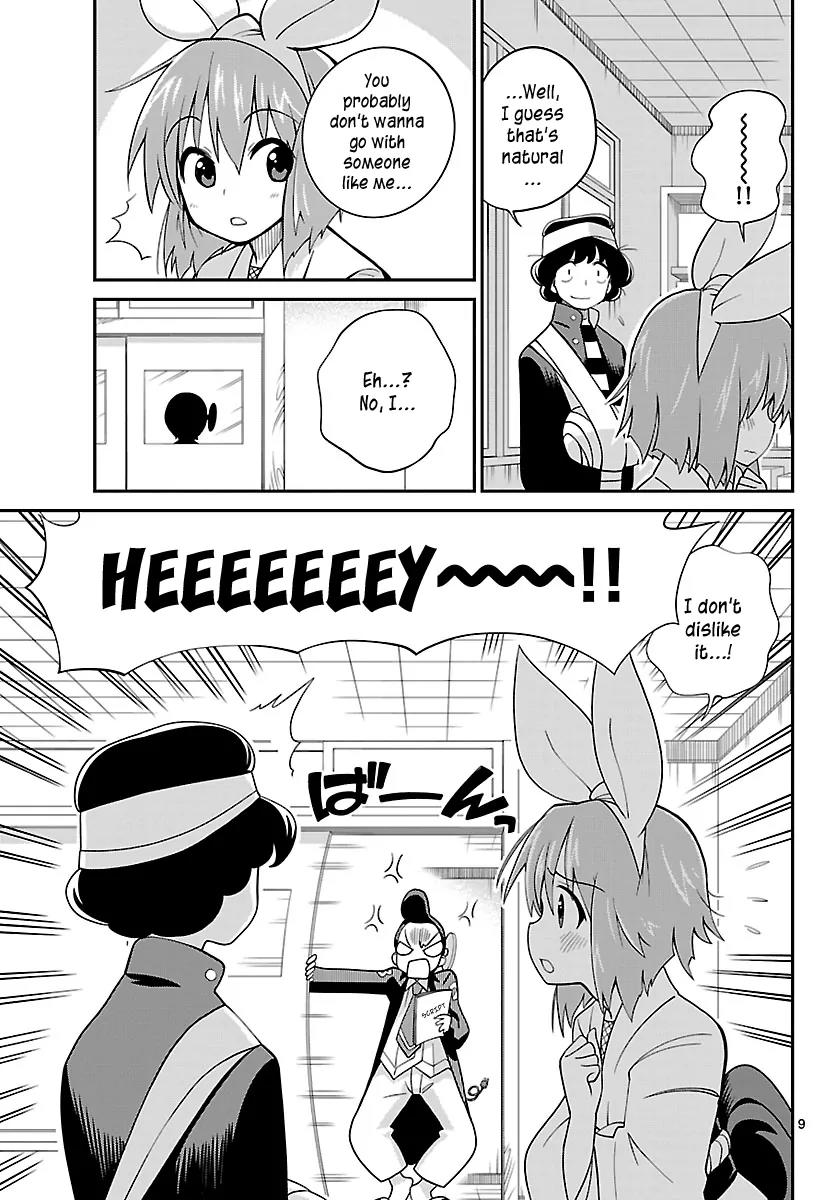 ~~~!!
...Well,
I guess
that's
natural
...
You
probably
don't wanna
go with
someone
like me...
Eh...?
No, I...
I don't
dislike
it...!
HEEEEEEEY~~~!!
ばーんっ
SCRIPT
9